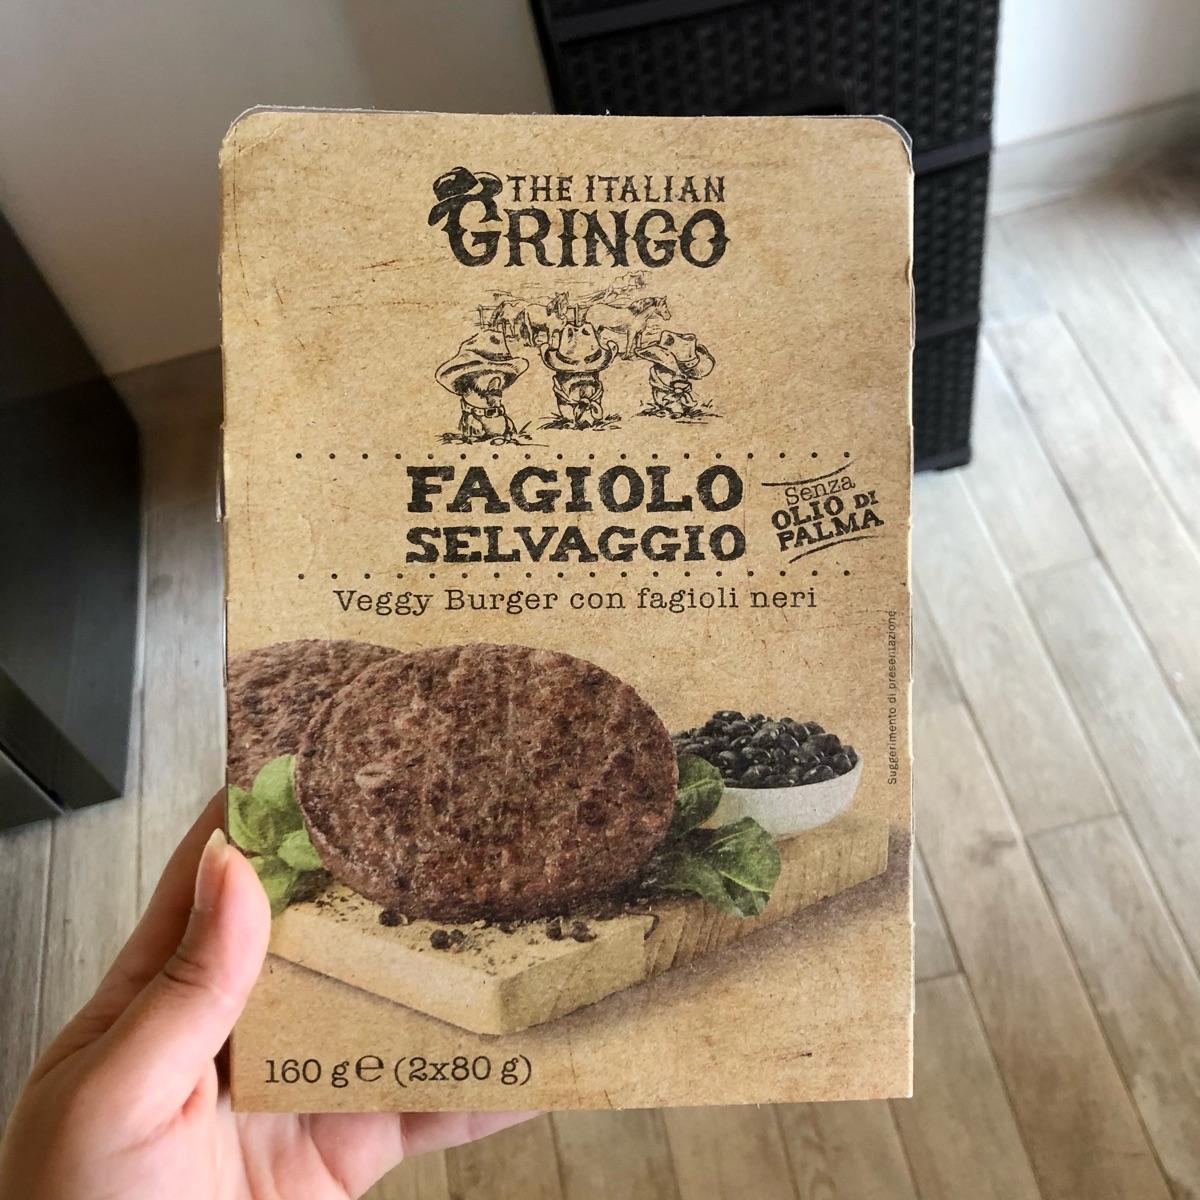 THE ITALIAN
GRINGO
FAGIOLO
SELVAGGIO
Senza
OLIO DI
PALMA
Veggy Burger con fagioli neri
Suggerimento di presentazione
160 g ℮ (2x80 g)